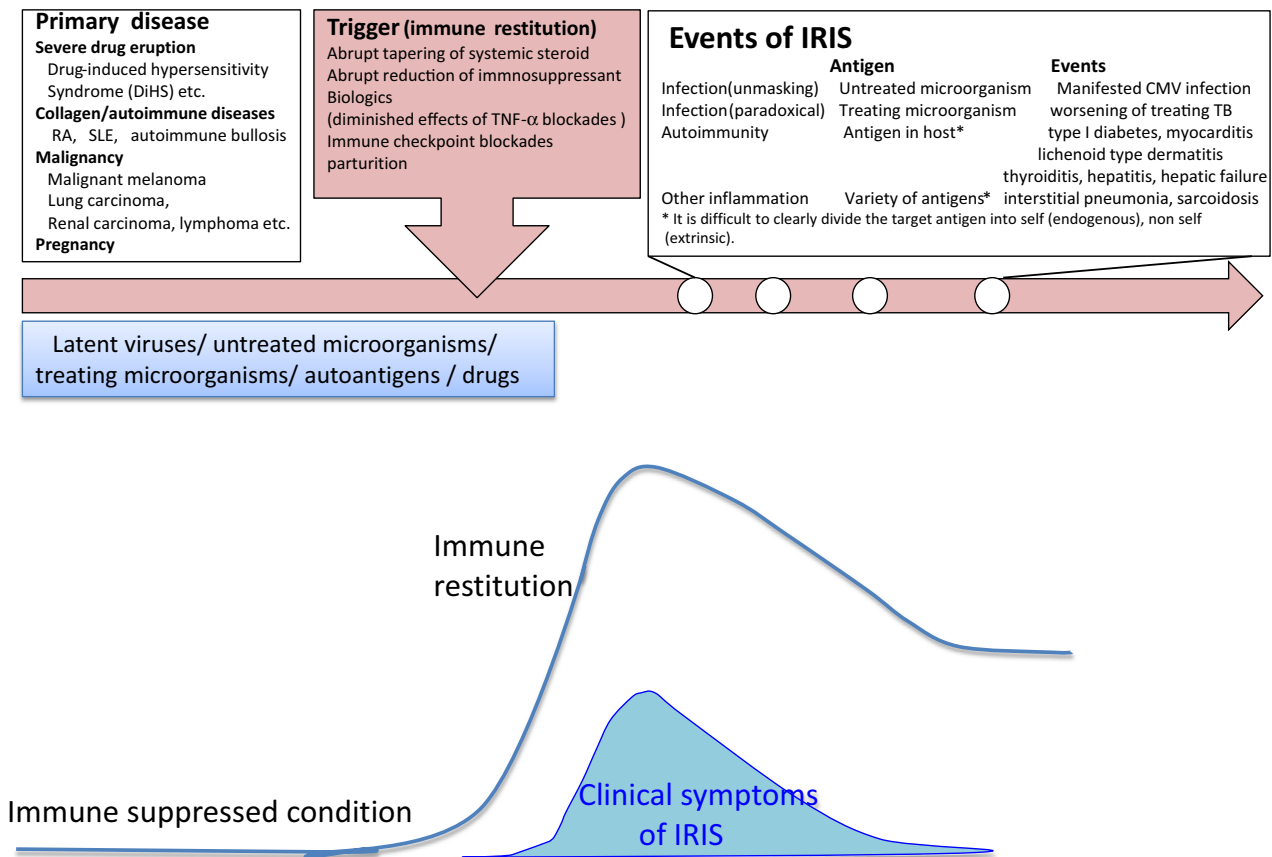 Primary disease
Severe drug eruption
Drug-induced hypersensitivity
Syndrome (DiHS) etc.
Collagen/autoimmune diseases
RA, SLE, autoimmune bullosis
Malignancy
Malignant melanoma
Lung carcinoma,
Renal carcinoma, lymphoma etc.
Pregnancy
Trigger (immune restitution)
Abrupt tapering of systemic steroid
Abrupt reduction of immnosuppressant
Biologics
(diminished effects of TNF-α blockades )
Immune checkpoint blockades
parturition
Events of IRIS
Antigen Events
Infection(unmasking) Untreated microorganism Manifested CMV infection
Infection(paradoxical) Treating microorganism worsening of treating TB
Autoimmunity Antigen in host* type I diabetes, myocarditis
lichenoid type dermatitis
thyroiditis, hepatitis, hepatic failure
Other inflammation Variety of antigens* interstitial pneumonia, sarcoidosis
* It is difficult to clearly divide the target antigen into self (endogenous), non self
(extrinsic).
Latent viruses/ untreated microorganisms/
treating microorganisms/ autoantigens / drugs
Immune
restitution
Immune suppressed condition
Clinical symptoms
of IRIS